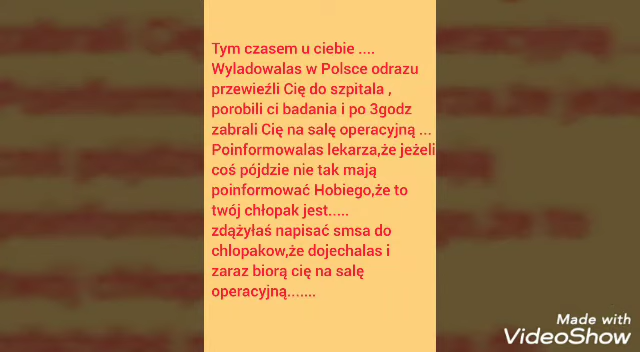 Tym czasem u ciebie ....
Wyladowalas w Polsce odrazu
przewieźli Cię do szpitala ,
porobili ci badania i po 3godz
zabrali Cię na salę operacyjną ...
Poinformowalas lekarza,że jeżeli
coś pójdzie nie tak mają
poinformować Hobiego,że to
twój chłopak jest.....
zdążyłaś napisać smsa do
chlopakow,że dojechalas i
zaraz biorą cię na salę
operacyjną.......
Made with
VideoShow